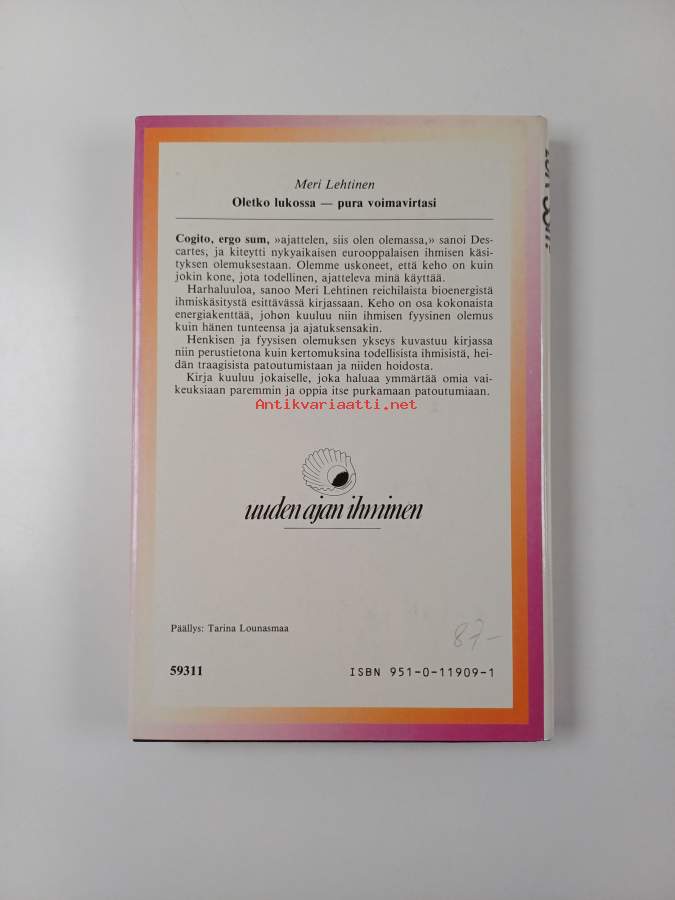 Meri Lehtinen
Oletko lukossa — pura voimavirtasi
Cogito, ergo sum, »ajattelen, siis olen olemassa,» sanoi Des-
cartes, ja kiteytti nykyaikaisen eurooppalaisen ihmisen käsi-
tyksen olemuksestaan. Olemme uskoneet, että keho on kuin
jokin kone, jota todellinen, ajatteleva minä käyttää.
Harhaluuloa, sanoo Meri Lehtinen reichilaista bioenergistä
ihmiskäsitystä esittävässä kirjassaan. Keho on osa kokonaista
energiakenttää, johon kuuluu niin ihmisen fyysinen olemus
kuin hänen tunteensa ja ajatuksensakin.
Henkisen ja fyysisen olemuksen ykseys kuvastuu kirjassa
niin perustietona kuin kertomuksina todellisista ihmisistä, hei-
dän traagisista patoutumistaan ja niiden hoidosta.
Kirja kuuluu jokaiselle, joka haluaa ymmärtää omia vai-
keuksiaan paremmin ja oppia itse purkamaan patoutumiaan.
Antikvariaatti.net
uuden ajan ihminen
Päällys: Tarina Lounasmaa
87-
59311
ISBN 951-0-11909-1